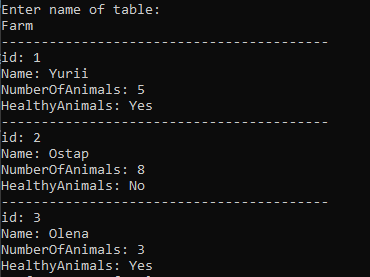 Enter name of table:
Farm
-----------------------------------------
id: 1
Name: Yurii
NumberOfAnimals: 5
HealthyAnimals: Yes
-----------------------------------------
id: 2
Name: Ostap
NumberOfAnimals: 8
HealthyAnimals: No
-----------------------------------------
id: 3
Name: Olena
NumberOfAnimals: 3
HealthyAnimals: Yes